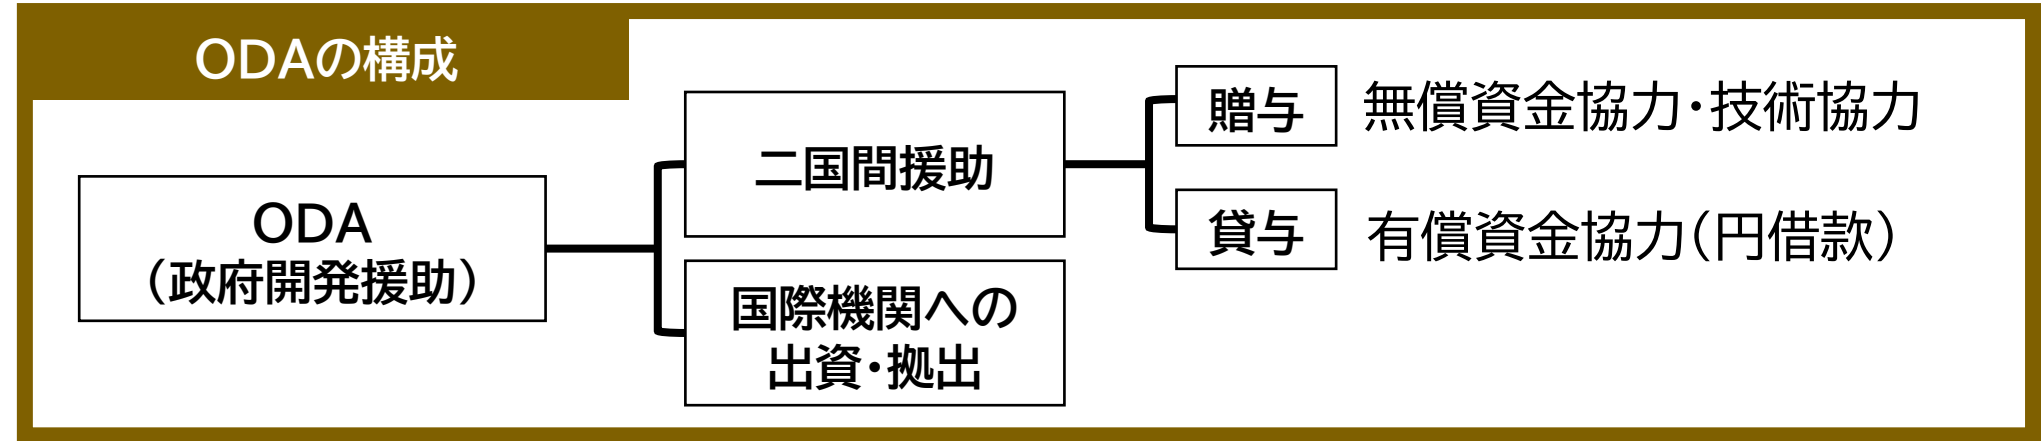 ODAの構成
ODA
（政府開発援助）
二国間援助
国際機関への
出資・拠出
贈与
無償資金協力・技術協力
貸与
有償資金協力（円借款）